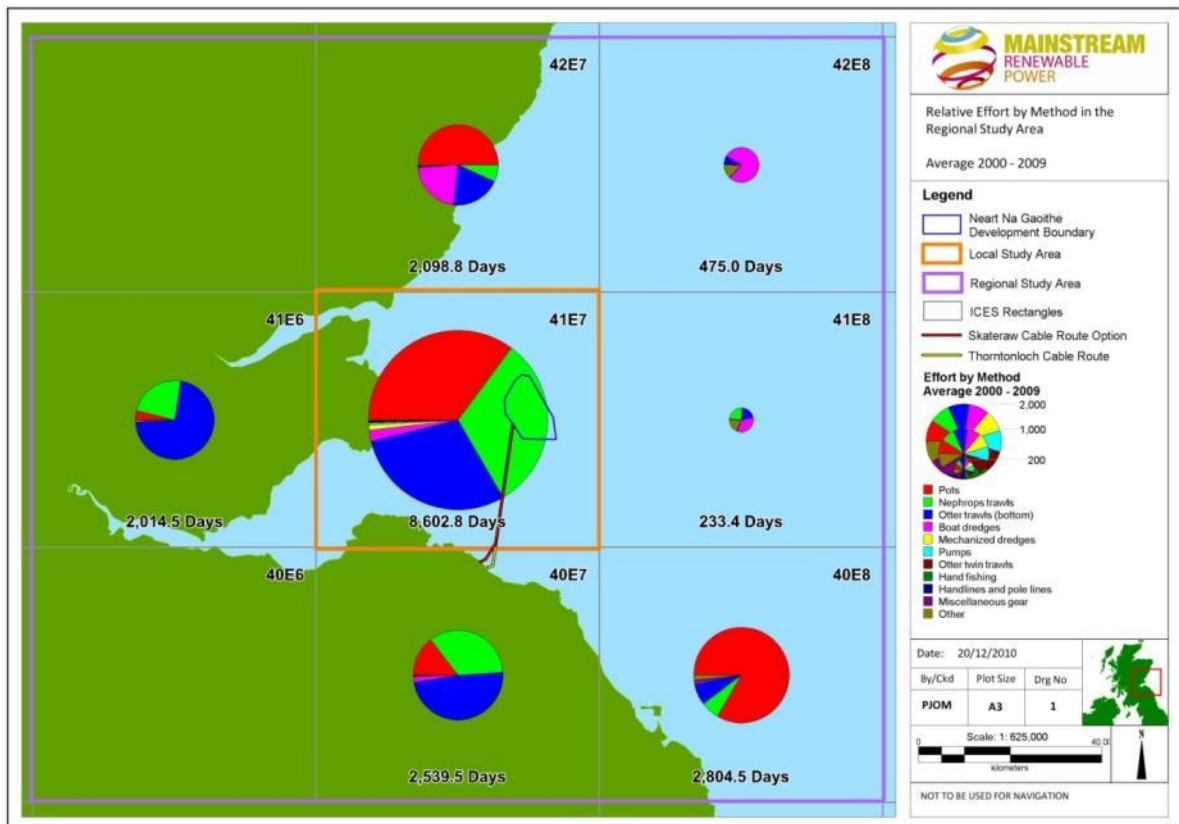 42E7
42E8
2,098.8 Days
475.0 Days
41E6
41E7
41E8
2,014.5 Days
8,602.8 Days
233.4 Days
40E6
40E7
40E8
2,539.5 Days
2,804.5 Days
MAINSTREAM
RENEWABLE
POWER
Relative Effort by Method in the
Regional Study Area
Average 2000 - 2009
Legend
Neart Na Gaoithe
Development Boundary
Local Study Area
Regional Study Area
ICES Rectangles
Skateraw Cable Route Option
Thorntonloch Cable Route
Effort by Method
Average 2000 - 2009
2,000
1,000
200
Pots
Nephrops trawls
Otter trawls (bottom)
Boat dredges
Mechanized dredges
Pumps
Otter twin trawls
Hand fishing
Handlines and pole lines
Miscellaneous gear
Other
Date: 20/12/2010
By/Ckd Plot Size Drg No
PJOM A3 1
Scale: 1: 625,000
0 40.00
kilometers
N
NOT TO BE USED FOR NAVIGATION